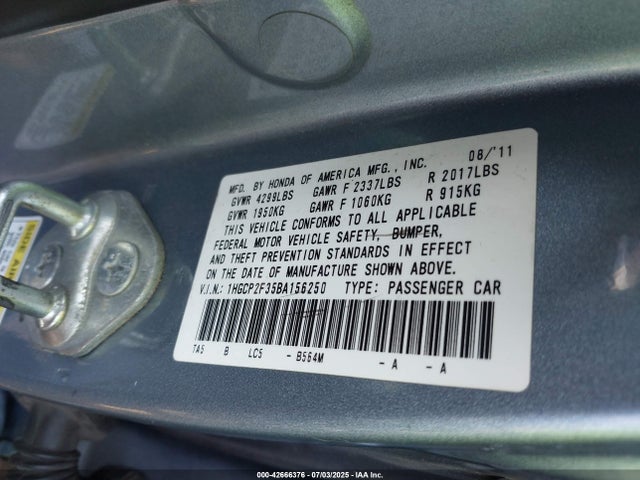 MFD. BY HONDA OF AMERICA MFG., INC. 08/'11
GVWR 4299LBS GAWR F 2337LBS R 2017LBS
GVWR 1950KG GAWR F 1060KG R 915KG
THIS VEHICLE CONFORMS TO ALL APPLICABLE
FEDERAL MOTOR VEHICLE SAFETY, BUMPER,
AND THEFT PREVENTION STANDARDS IN EFFECT
ON THE DATE OF MANUFACTURE SHOWN ABOVE.
V.I.N.: 1HGCP2F35BA156250 TYPE: PASSENGER CAR
TA5 B LC5 - B564M - A - A
000-42666376 - 07/03/2025 - IAA Inc.